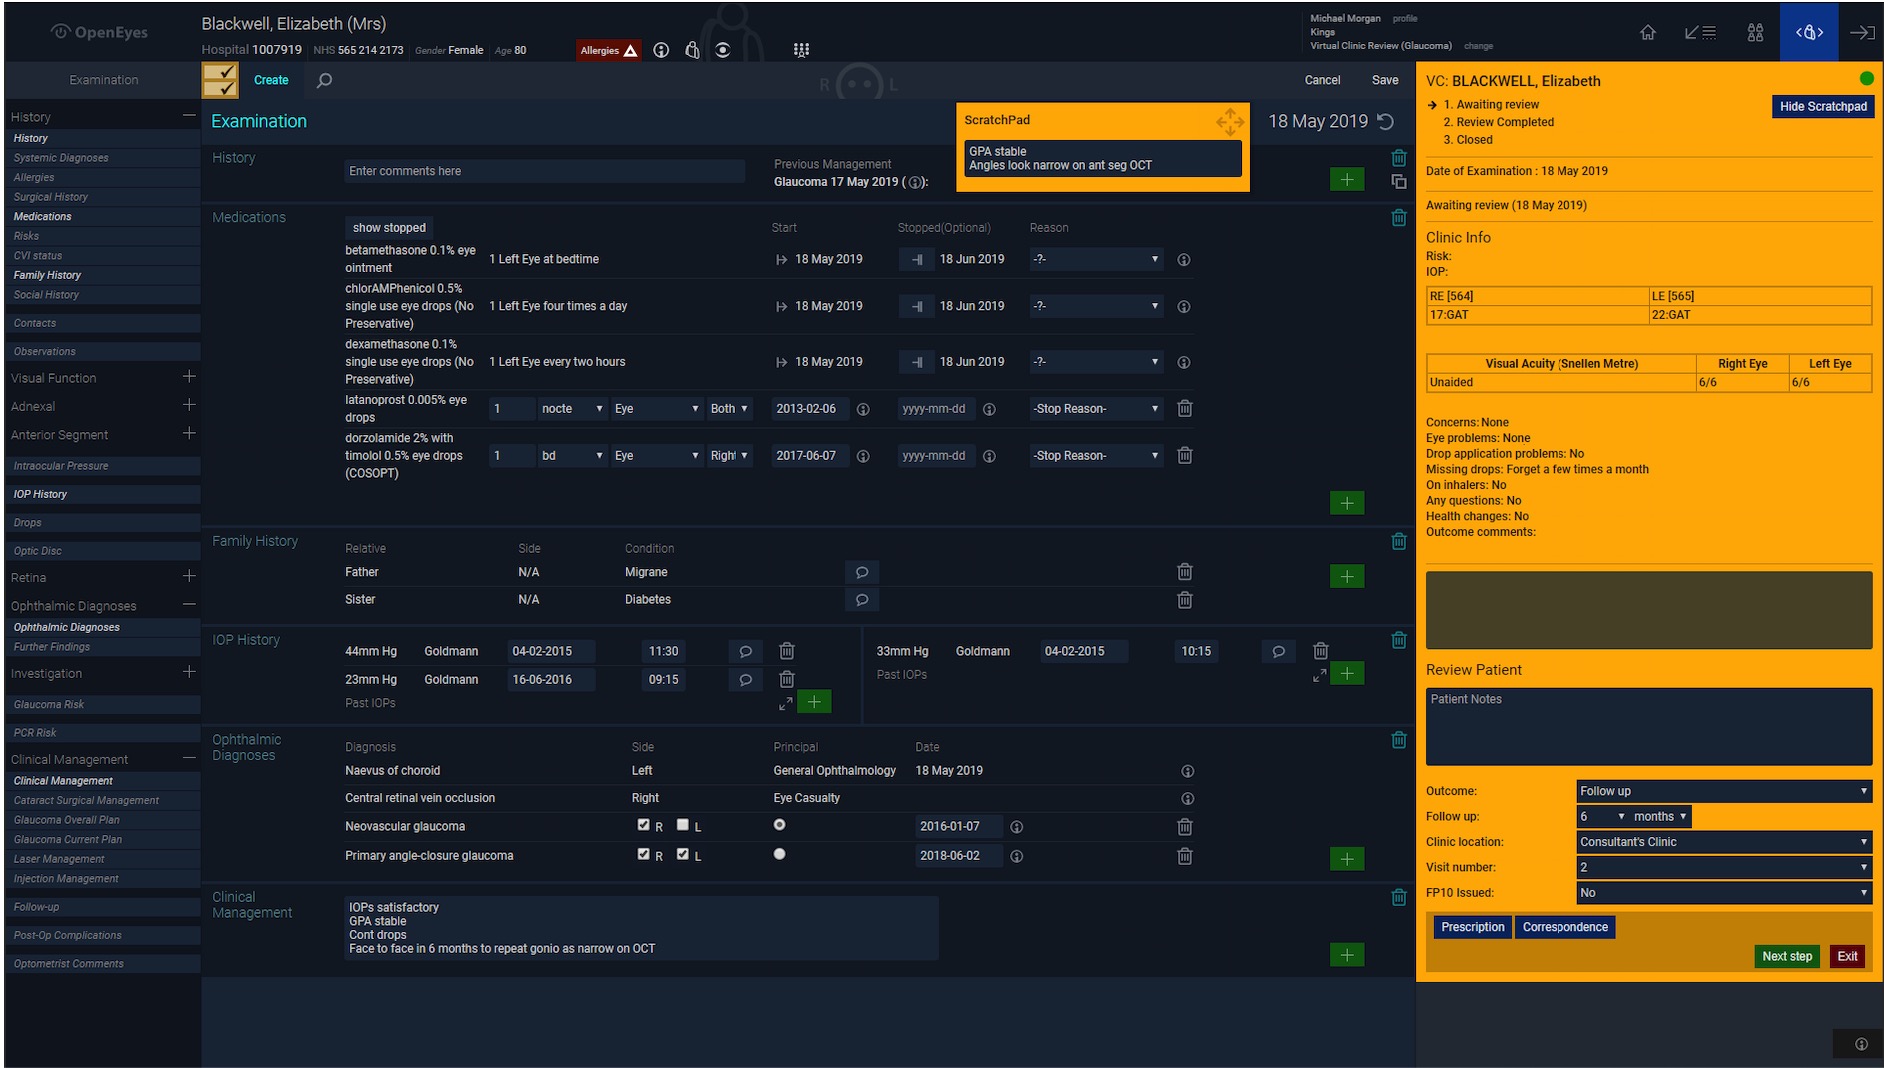 OpenEyes
Blackwell, Elizabeth (Mrs)
Hospital 1007919 NHS 565 214 2173 Gender Female Age 80
Allergies
Michael Morgan profile
Kings
Virtual Clinic Review (Glaucoma) change
Examination
Create
R L
Cancel Save
History
History
Systemic Diagnoses
Allergies
Surgical History
Medications
Risks
CVI status
Family History
Social History
Contacts
Observations
Visual Function
Adnexal
Anterior Segment
Intraocular Pressure
IOP History
Drops
Optic Disc
Retina
Ophthalmic Diagnoses
Ophthalmic Diagnoses
Further Findings
Investigation
Glaucoma Risk
PCR Risk
Clinical Management
Clinical Management
Cataract Surgical Management
Glaucoma Overall Plan
Glaucoma Current Plan
Laser Management
Injection Management
Follow-up
Post-Op Complications
Optometrist Comments
Examination
ScratchPad
GPA stable
Angles look narrow on ant seg OCT
18 May 2019
History
Enter comments here
Previous Management
Glaucoma 17 May 2019 ( ):
Medications
show stopped
Start Stopped(Optional) Reason
betamethasone 0.1% eye
ointment
1 Left Eye at bedtime 18 May 2019 18 Jun 2019 -?-
chlorAMPhenicol 0.5%
single use eye drops (No
Preservative)
1 Left Eye four times a day 18 May 2019 18 Jun 2019 -?-
dexamethasone 0.1%
single use eye drops (No
Preservative)
1 Left Eye every two hours 18 May 2019 18 Jun 2019 -?-
latanoprost 0.005% eye
drops
1 nocte Eye Both 2013-02-06 yyyy-mm-dd -Stop Reason-
dorzolamide 2% with
timolol 0.5% eye drops
(COSOPT)
1 bd Eye Right 2017-06-07 yyyy-mm-dd -Stop Reason-
Family History
Relative Side Condition
Father N/A Migrane
Sister N/A Diabetes
IOP History
44mm Hg Goldmann 04-02-2015 11:30
23mm Hg Goldmann 16-06-2016 09:15
Past IOPs
33mm Hg Goldmann 04-02-2015 10:15
Past IOPs
Ophthalmic
Diagnoses
Diagnosis Side Principal Date
Naevus of choroid Left General Ophthalmology 18 May 2019
Central retinal vein occlusion Right Eye Casualty
Neovascular glaucoma R L 2016-01-07
Primary angle-closure glaucoma R L 2018-06-02
Clinical
Management
IOPs satisfactory
GPA stable
Cont drops
Face to face in 6 months to repeat gonio as narrow on OCT
VC: BLACKWELL, Elizabeth
1. Awaiting review
2. Review Completed
3. Closed
Hide Scratchpad
Date of Examination : 18 May 2019
Awaiting review (18 May 2019)
Clinic Info
Risk:
IOP:
RE [564] LE [565]
17:GAT 22:GAT
Visual Acuity (Snellen Metre) Right Eye Left Eye
Unaided 6/6 6/6
Concerns: None
Eye problems: None
Drop application problems: No
Missing drops: Forget a few times a month
On inhalers: No
Any questions: No
Health changes: No
Outcome comments:
Review Patient
Patient Notes
Outcome: Follow up
Follow up: 6 months
Clinic location: Consultant's Clinic
Visit number: 2
FP10 Issued: No
Prescription Correspondence
Next step Exit